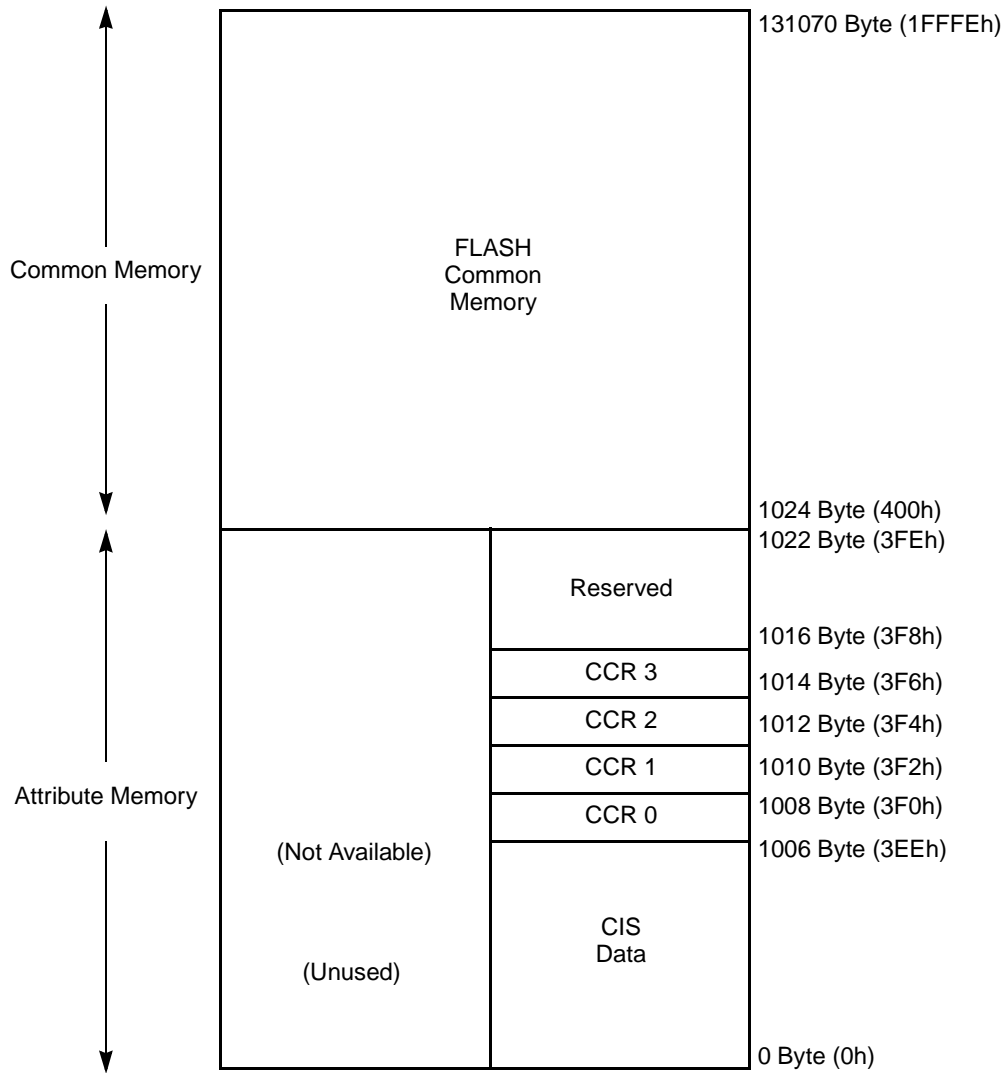 131070 Byte (1FFFEh)
Common Memory
FLASH
Common
Memory
1024 Byte (400h)
1022 Byte (3FEh)
Reserved
1016 Byte (3F8h)
CCR 3
1014 Byte (3F6h)
CCR 2
1012 Byte (3F4h)
CCR 1
1010 Byte (3F2h)
Attribute Memory
CCR 0
1008 Byte (3F0h)
(Not Available)
1006 Byte (3EEh)
CIS
Data
(Unused)
0 Byte (0h)